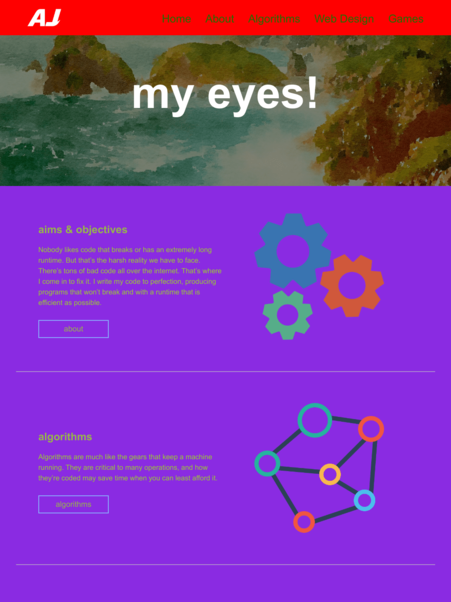 AJ
Home About Algorithms Web Design Games
my eyes!
aims & objectives
Nobody likes code that breaks or has an extremely long
runtime. But that's the harsh reality we have to face.
There's tons of bad code all over the internet. That's where
I come in to fix it. I write my code to perfection, producing
programs that won't break and with a runtime that is
efficient as possible.
about
algorithms
Algorithms are much like the gears that keep a machine
running. They are critical to many operations, and how
they're coded may save time when you can least afford it.
algorithms